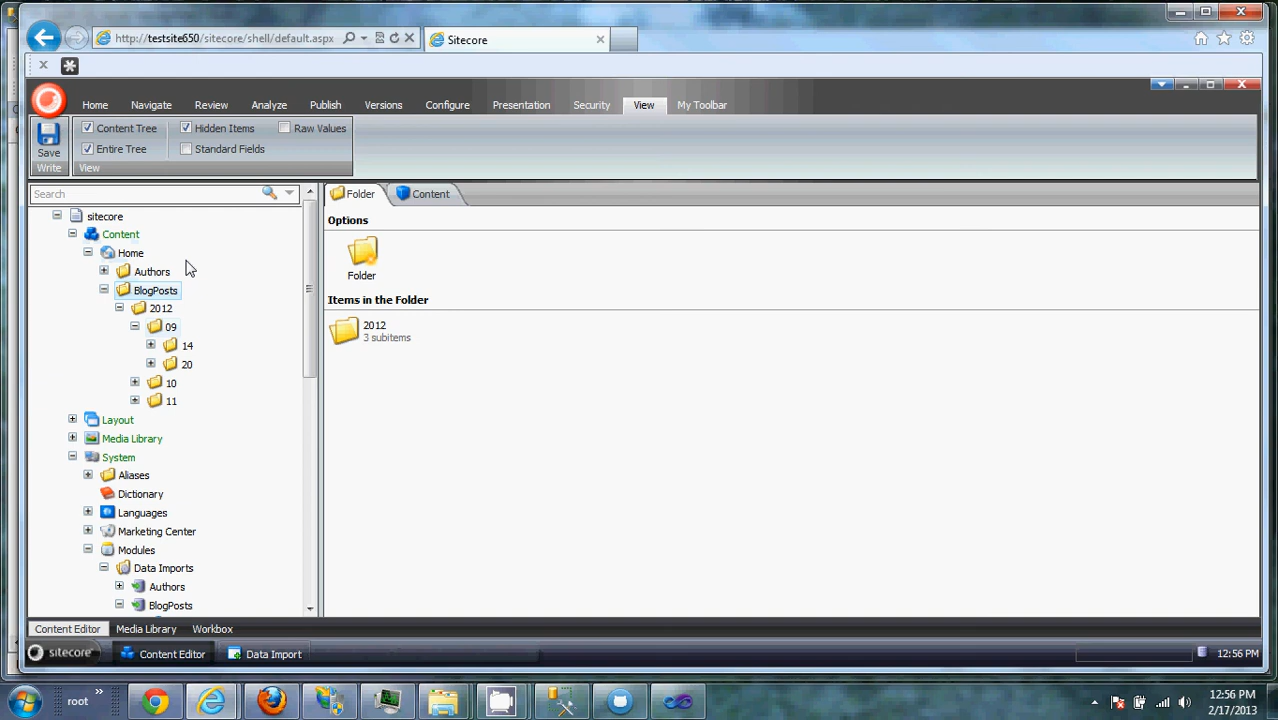 http://testsite650/sitecore/shell/default.aspx
Sitecore
Home Navigate Review Analyze Publish Versions Configure Presentation Security View My Toolbar
Content Tree Hidden Items Raw Values
Save Entire Tree Standard Fields
Write View
Search
Folder Content
sitecore
Options
Content
Home
Authors
Folder
BlogPosts
Items in the Folder
2012
09
2012
3 subitems
14
20
10
11
Layout
Media Library
System
Aliases
Dictionary
Languages
Marketing Center
Modules
Data Imports
Authors
BlogPosts
Content Editor Media Library Workbox
sitecore Content Editor Data Import 12:56 PM
root » 12:56 PM
2/17/2013